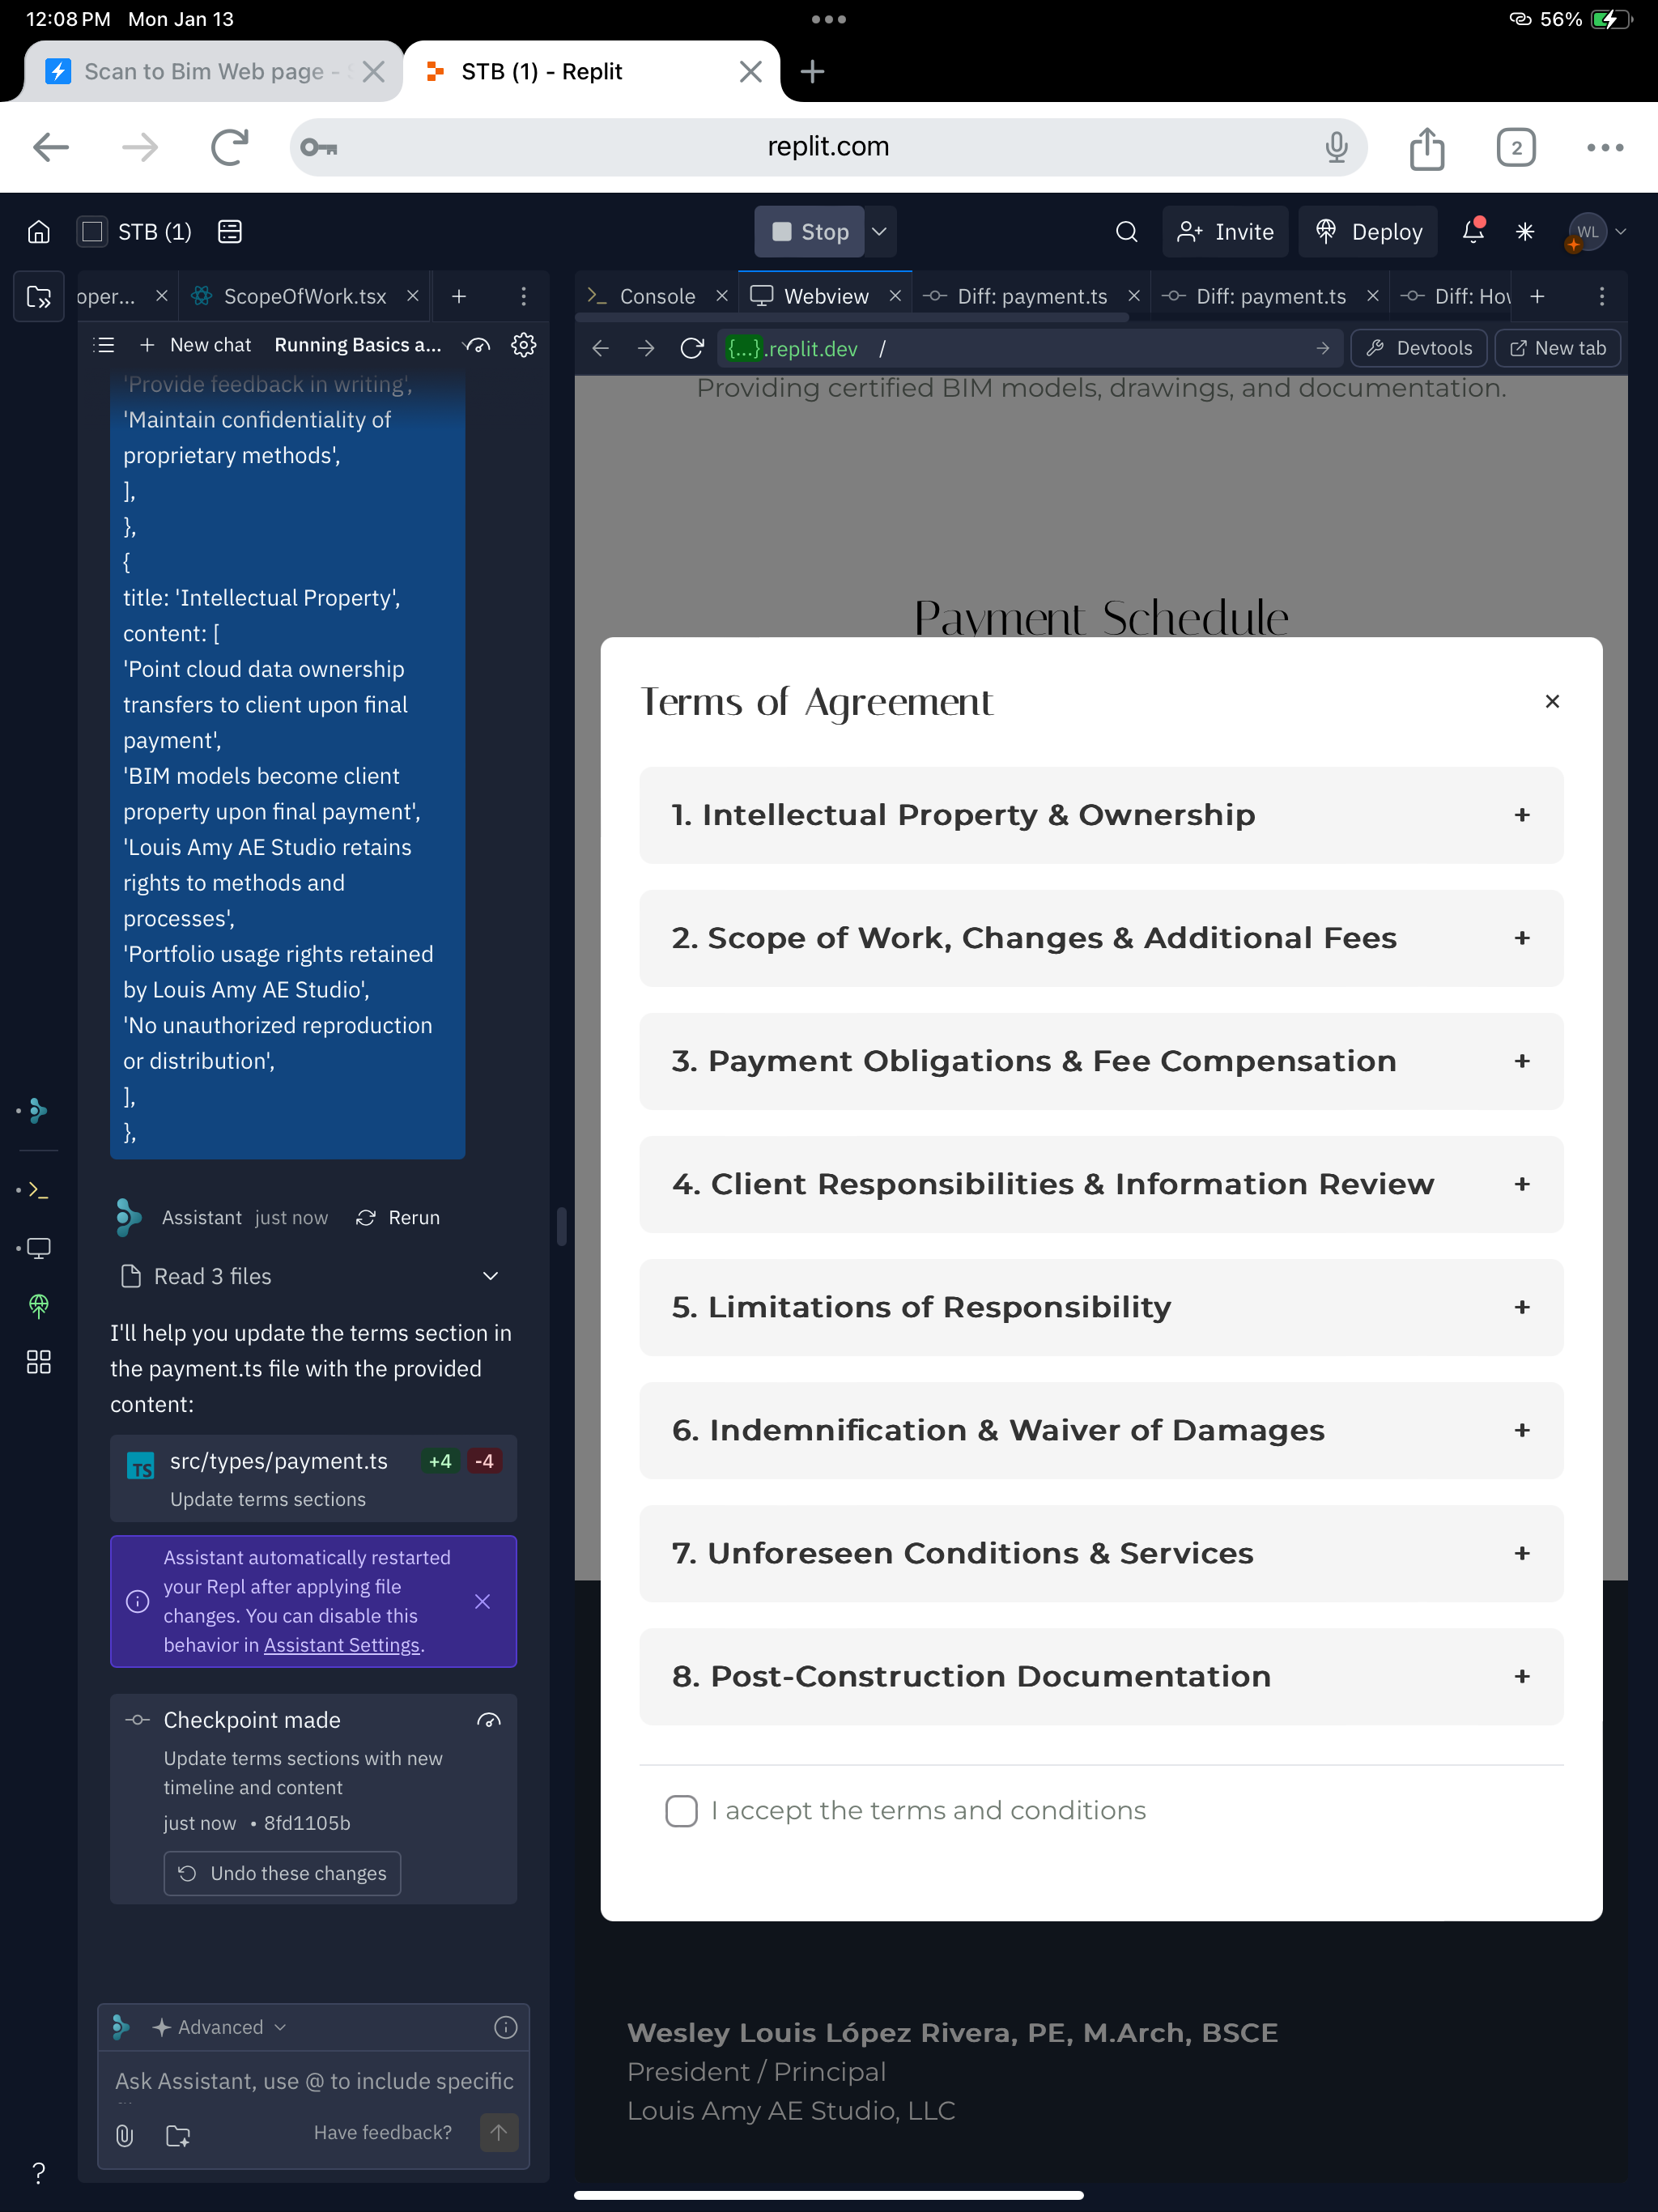 12:08 PM Mon Jan 13
56%
Scan to Bim Web page -
STB (1) - Replit
replit.com
2
STB (1)
Stop
Invite
Deploy
WL
oper...
ScopeOfWork.tsx
New chat
Running Basics a...
'Provide feedback in writing',
'Maintain confidentiality of
proprietary methods',
],
},
{
title: 'Intellectual Property',
content: [
'Point cloud data ownership
transfers to client upon final
payment',
'BIM models become client
property upon final payment',
'Louis Amy AE Studio retains
rights to methods and
processes',
'Portfolio usage rights retained
by Louis Amy AE Studio',
'No unauthorized reproduction
or distribution',
],
},
Assistant just now Rerun
Read 3 files
I'll help you update the terms section in
the payment.ts file with the provided
content:
TS
src/types/payment.ts +4 -4
Update terms sections
Assistant automatically restarted
your Repl after applying file
changes. You can disable this
behavior in Assistant Settings.
Checkpoint made
Update terms sections with new
timeline and content
just now • 8fd1105b
Undo these changes
Advanced
Ask Assistant, use @ to include specific
Have feedback?
?
Console
Webview
Diff: payment.ts
Diff: payment.ts
Diff: How
{...}.replit.dev /
Devtools
New tab
Providing certified BIM models, drawings, and documentation.
Payment Schedule
Terms of Agreement
×
1. Intellectual Property & Ownership +
2. Scope of Work, Changes & Additional Fees +
3. Payment Obligations & Fee Compensation +
4. Client Responsibilities & Information Review +
5. Limitations of Responsibility +
6. Indemnification & Waiver of Damages +
7. Unforeseen Conditions & Services +
8. Post-Construction Documentation +
I accept the terms and conditions
Wesley Louis López Rivera, PE, M.Arch, BSCE
President / Principal
Louis Amy AE Studio, LLC